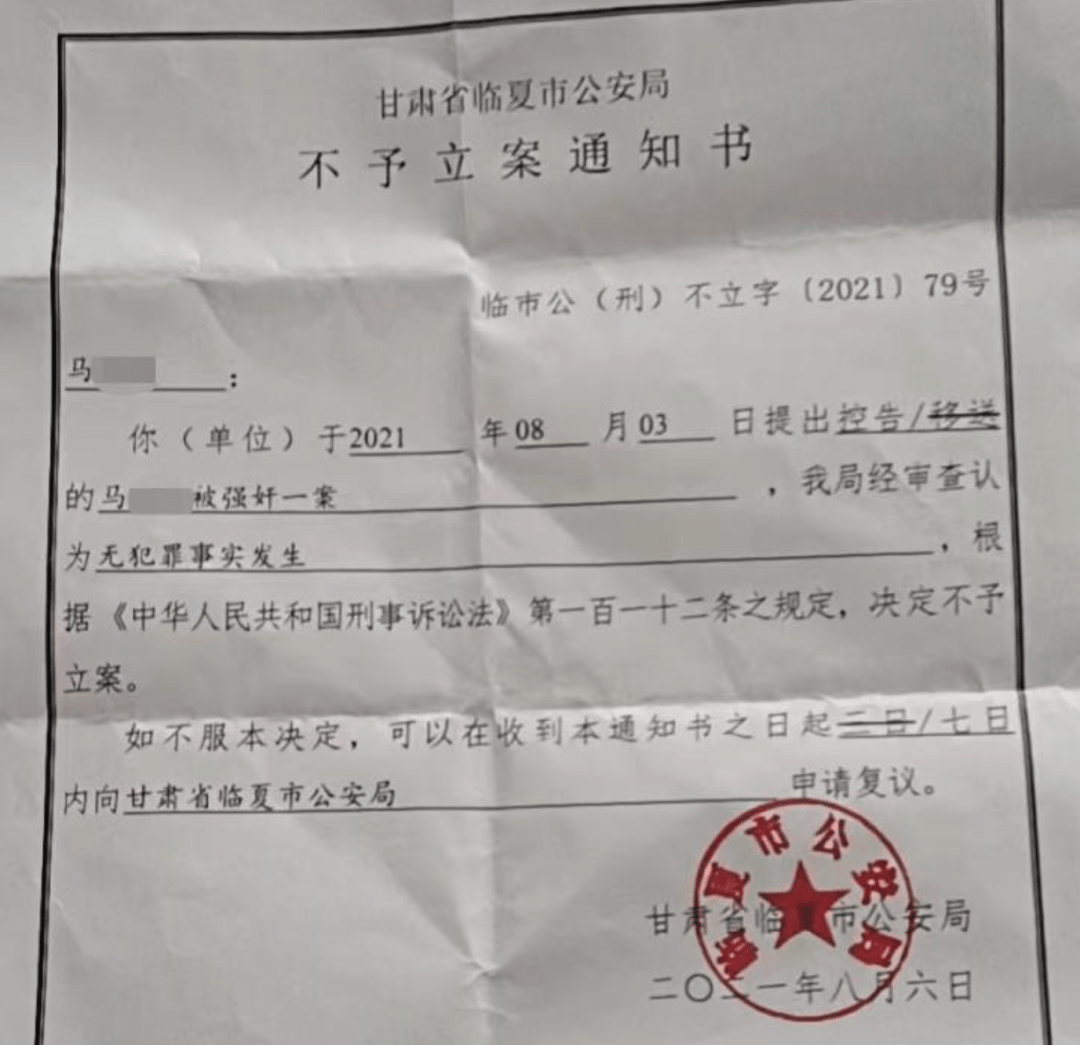 甘肃省临夏市公安局
不予立案通知书
临市公（刑）不立字〔2021〕79号
马：
你（单位）于2021年08月03日提出控告/移送
的马被强奸一案，我局经审查认
为无犯罪事实发生，根
据《中华人民共和国刑事诉讼法》第一百一十二条之规定，决定不予
立案。
如不服本决定，可以在收到本通知书之日起三日/七日
内向甘肃省临夏市公安局申请复议。
临夏市公安局
甘肃省临夏市公安局
二〇二一年八月六日